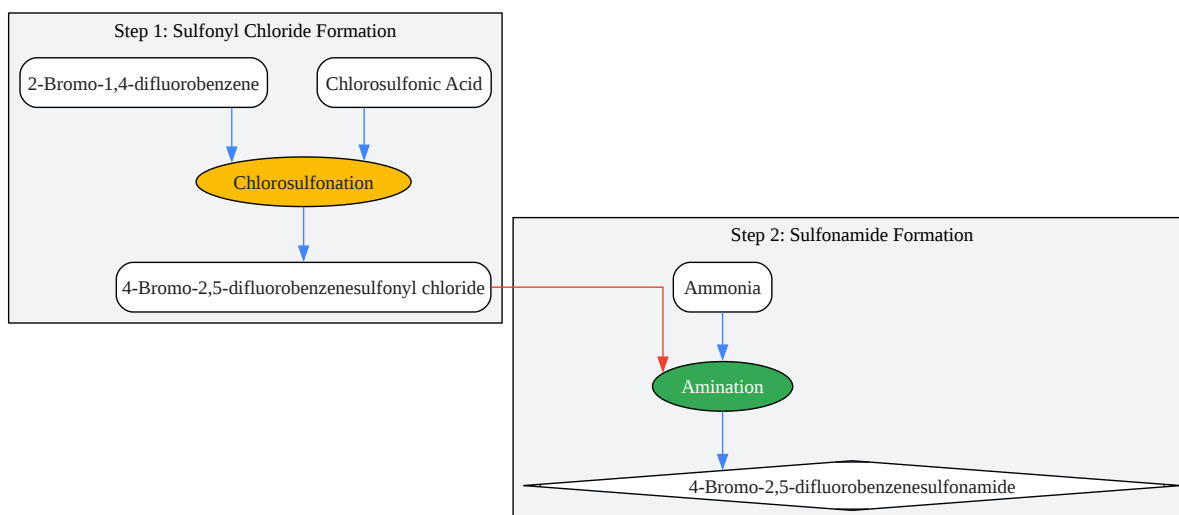 Step 1: Sulfonyl Chloride Formation
2-Bromo-1,4-difluorobenzene
Chlorosulfonic Acid
Chlorosulfonation
4-Bromo-2,5-difluorobenzenesulfonyl chloride
Step 2: Sulfonamide Formation
Ammonia
Amination
4-Bromo-2,5-difluorobenzenesulfonamide